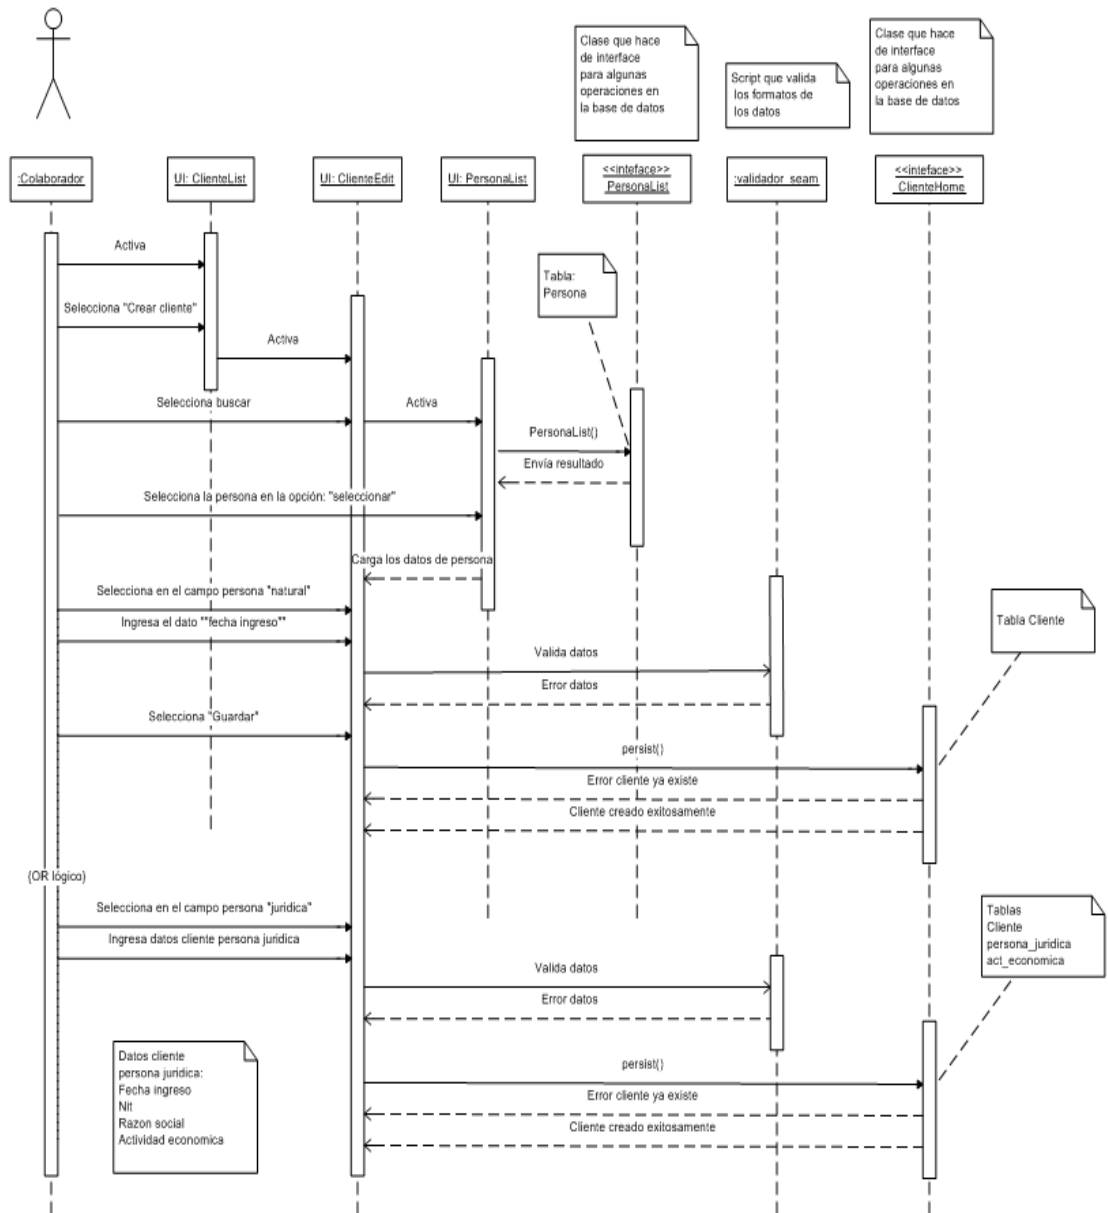 Clase que hace
de interface
para algunas
operaciones en
la base de datos
Script que valida
los formatos de
los datos
Clase que hace
de interface
para algunas
operaciones en
la base de datos
:Colaborador
UI: ClienteList
UI: ClienteEdit
UI: PersonaList
<<inteface>>
PersonaList
:validador_seam
<<inteface>>
ClienteHome
Activa
Tabla:
Persona
Selecciona "Crear cliente"
Activa
Selecciona buscar
Activa
PersonaList()
Envía resultado
Selecciona la persona en la opción: "seleccionar"
Carga los datos de persona
Selecciona en el campo persona "natural"
Ingresa el dato ""fecha ingreso""
Tabla Cliente
Valida datos
Error datos
Selecciona "Guardar"
persist()
Error cliente ya existe
Cliente creado exitosamente
(OR lógico)
Selecciona en el campo persona "juridica"
Ingresa datos cliente persona juridica
Tablas
Cliente
persona_juridica
act_economica
Valida datos
Error datos
Datos cliente
persona juridica:
Fecha ingreso
Nit
Razon social
Actividad economica
persist()
Error cliente ya existe
Cliente creado exitosamente